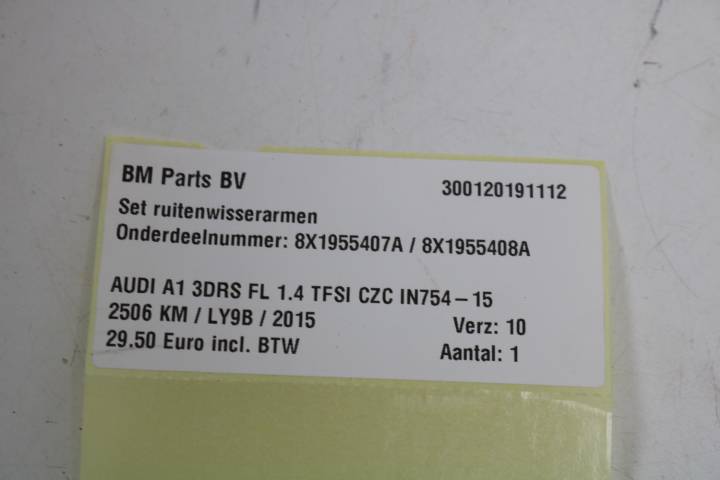 BM Parts BV 300120191112
Set ruitenwisserarmen
Onderdeelnummer: 8X1955407A / 8X1955408A
AUDI A1 3DRS FL 1.4 TFSI CZC IN754-15
2506 KM / LY9B / 2015 Verz: 10
29.50 Euro incl. BTW Aantal: 1